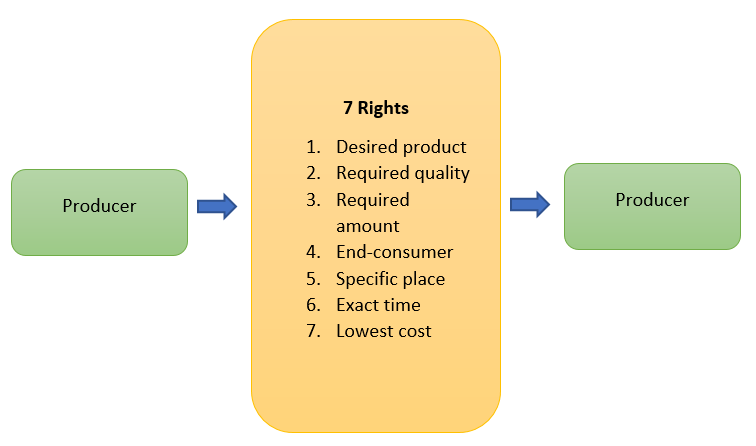 Producer
7 Rights
1. Desired product
2. Required quality
3. Required
amount
4. End-consumer
5. Specific place
6. Exact time
7. Lowest cost
Producer